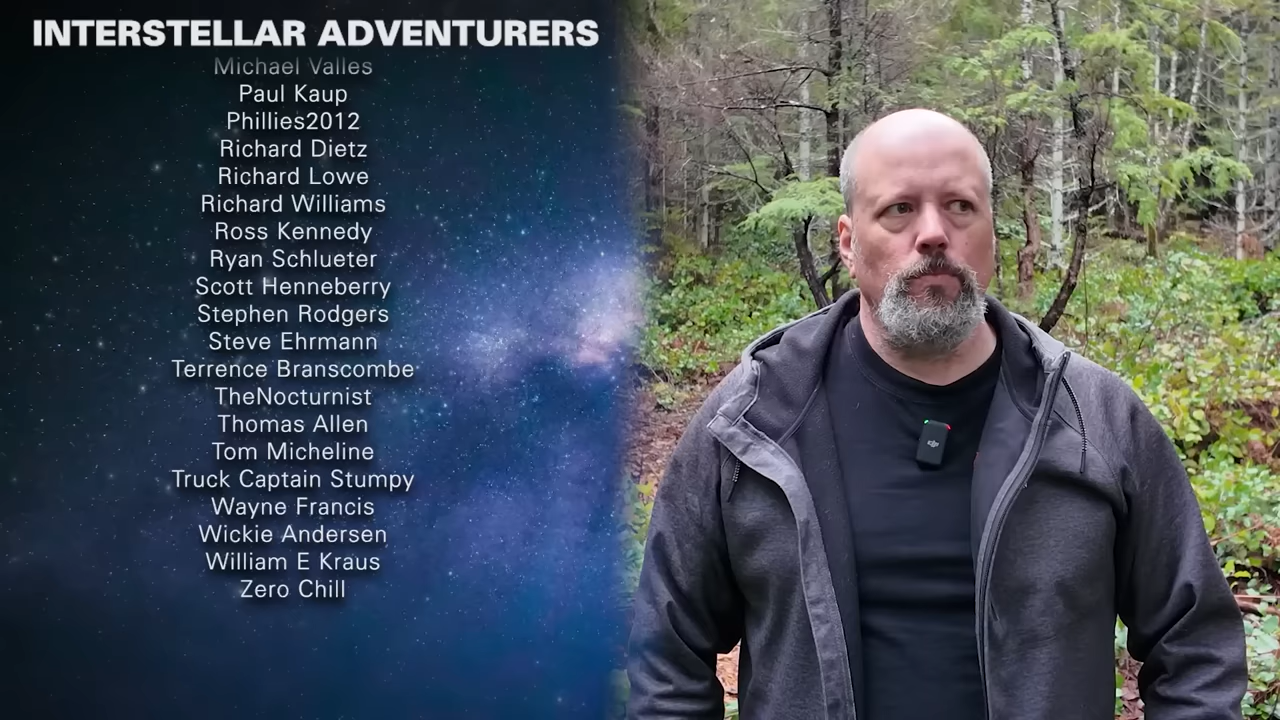 INTERSTELLAR ADVENTURERS
Michael Valles
Paul Kaup
Phillies2012
Richard Dietz
Richard Lowe
Richard Williams
Ross Kennedy
Ryan Schlueter
Scott Henneberry
Stephen Rodgers
Steve Ehrmann
Terrence Branscombe
TheNocturnist
Thomas Allen
Tom Micheline
Truck Captain Stumpy
Wayne Francis
Wickie Andersen
William E Kraus
Zero Chill
dji